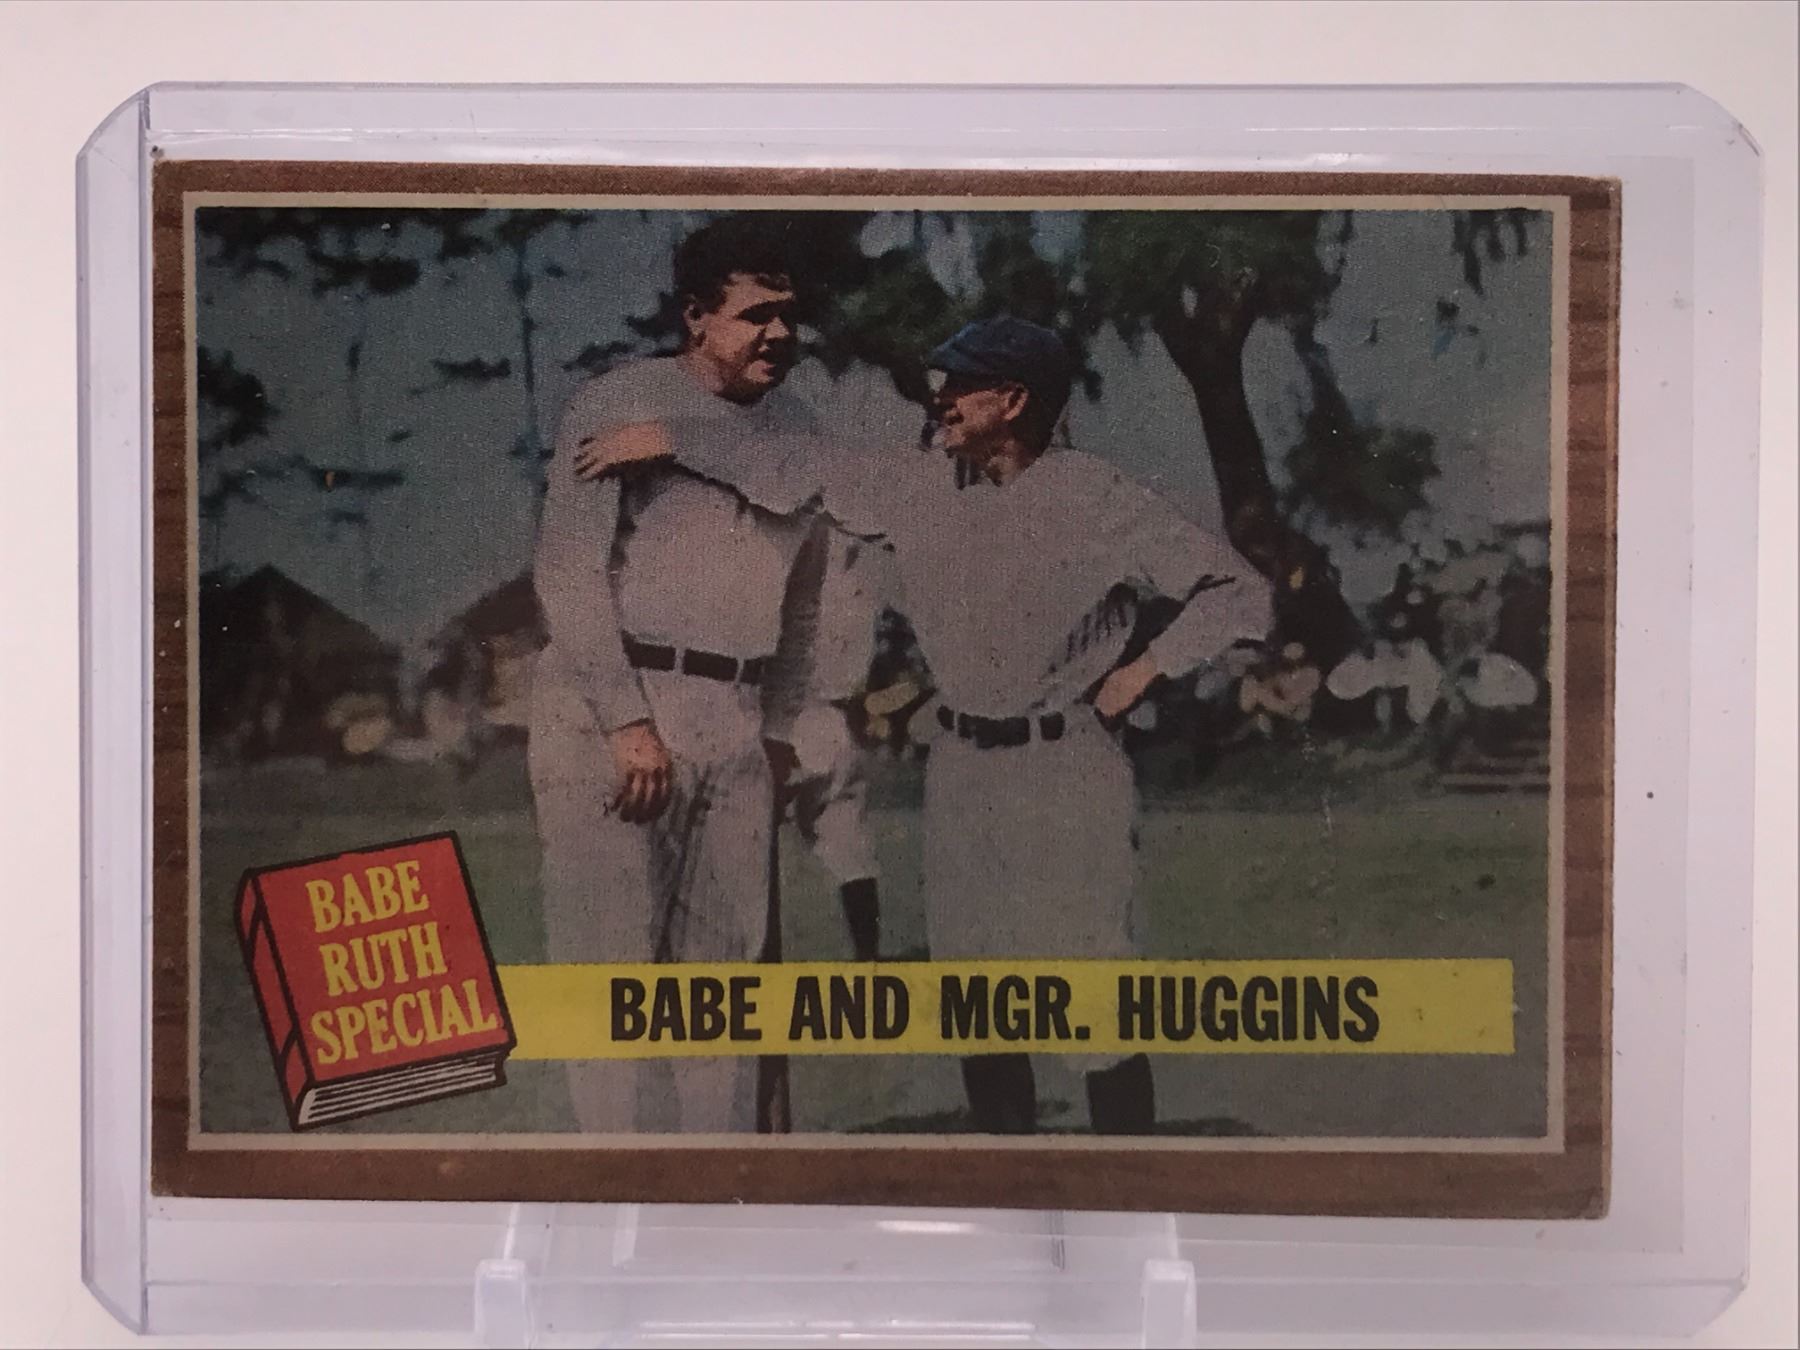 BABE
RUTH
SPECIAL
BABE AND MGR. HUGGINS